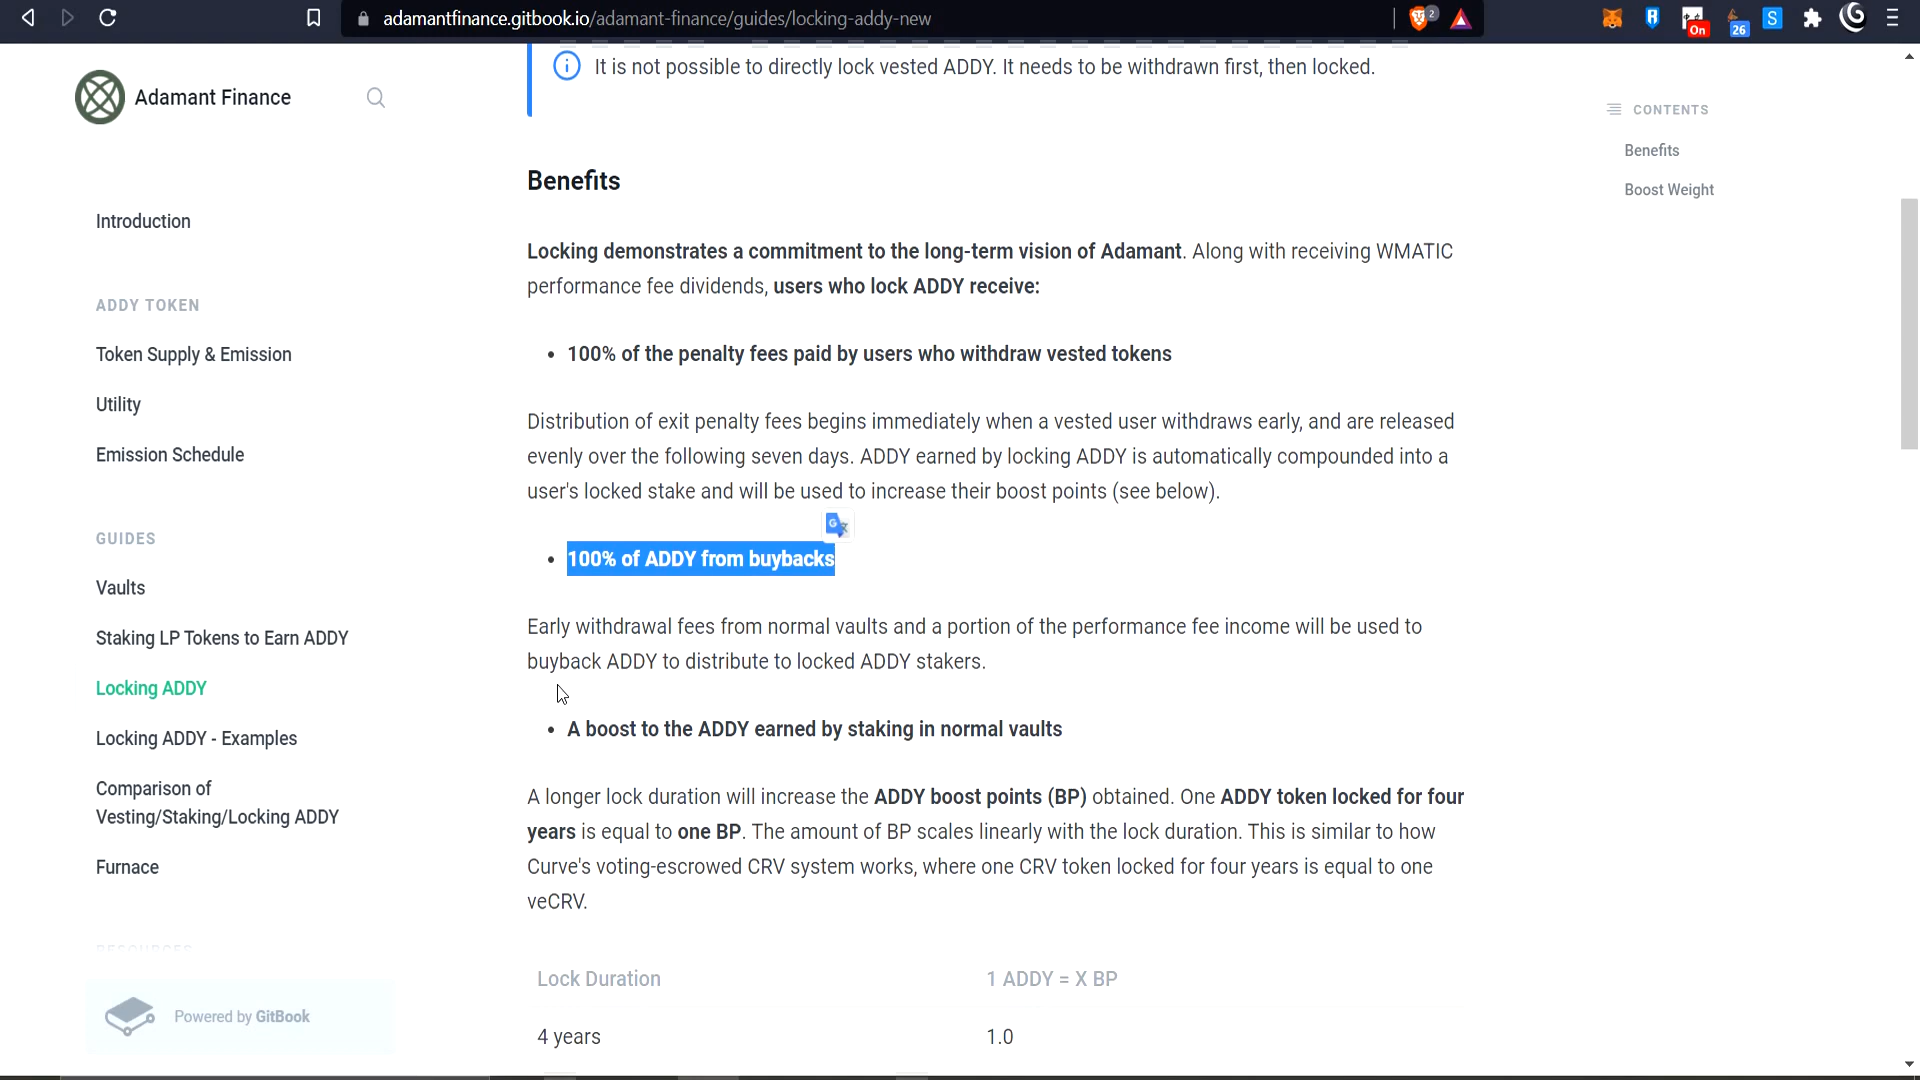 adamantfinance.gitbook.io/adamant-finance/guides/locking-addy-new
2
On
26
S
Adamant Finance
It is not possible to directly lock vested ADDY. It needs to be withdrawn first, then locked.
CONTENTS
Benefits
Boost Weight
Introduction
ADDY TOKEN
Token Supply & Emission
Utility
Emission Schedule
GUIDES
Vaults
Staking LP Tokens to Earn ADDY
Locking ADDY
Locking ADDY - Examples
Comparison of
Vesting/Staking/Locking ADDY
Furnace
RESOURCES
Powered by GitBook
Benefits
Locking demonstrates a commitment to the long-term vision of Adamant. Along with receiving WMATIC
performance fee dividends, users who lock ADDY receive:
• 100% of the penalty fees paid by users who withdraw vested tokens
Distribution of exit penalty fees begins immediately when a vested user withdraws early, and are released
evenly over the following seven days. ADDY earned by locking ADDY is automatically compounded into a
user's locked stake and will be used to increase their boost points (see below).
• 100% of ADDY from buybacks
Early withdrawal fees from normal vaults and a portion of the performance fee income will be used to
buyback ADDY to distribute to locked ADDY stakers.
• A boost to the ADDY earned by staking in normal vaults
A longer lock duration will increase the ADDY boost points (BP) obtained. One ADDY token locked for four
years is equal to one BP. The amount of BP scales linearly with the lock duration. This is similar to how
Curve's voting-escrowed CRV system works, where one CRV token locked for four years is equal to one
veCRV.
Lock Duration 1 ADDY = X BP
4 years 1.0